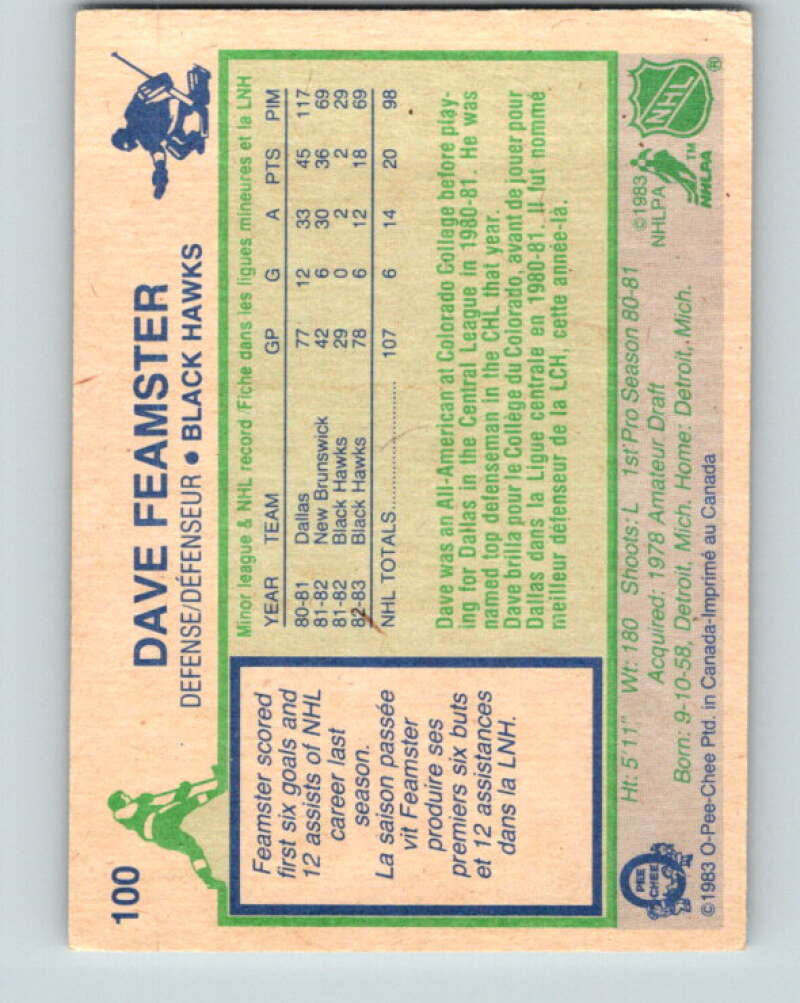 100
DAVE FEAMSTER
DEFENSE/DÉFENSEUR • BLACK HAWKS
Feamster scored
first six goals and
12 assists of NHL
career last
season.
La saison passée
vit Feamster
produire ses
premiers six buts
et 12 assistances
dans la LNH.
Minor league & NHL record/Fiche dans les ligues mineures et la LNH
YEAR TEAM GP G A PTS PIM
80-81 Dallas 77 12 33 45 117
81-82 New Brunswick 42 6 30 36 69
81-82 Black Hawks 29 0 2 2 29
82-83 Black Hawks 78 6 12 18 69
NHL TOTALS.................... 107 6 14 20 98
Dave was an All-American at Colorado College before play-
ing for Dallas in the Central League in 1980-81. He was
named top defenseman in the CHL that year.
Dave brilla pour le Collège du Colorado, avant de jouer pour
Dallas dans la Ligue centrale en 1980-81. Il fut nommé
meilleur défenseur de la LCH, cette année-là.
Ht: 5'11" Wt: 180 Shoots: L 1st Pro Season 80-81
Acquired: 1978 Amateur Draft
Born: 9-10-58, Detroit, Mich. Home: Detroit, Mich.
©1983 O-Pee-Chee Ptd. in Canada-Imprimé au Canada
O
PEE
CHEE
©1983
NHLPA
NHL
®
TM
NHLPA